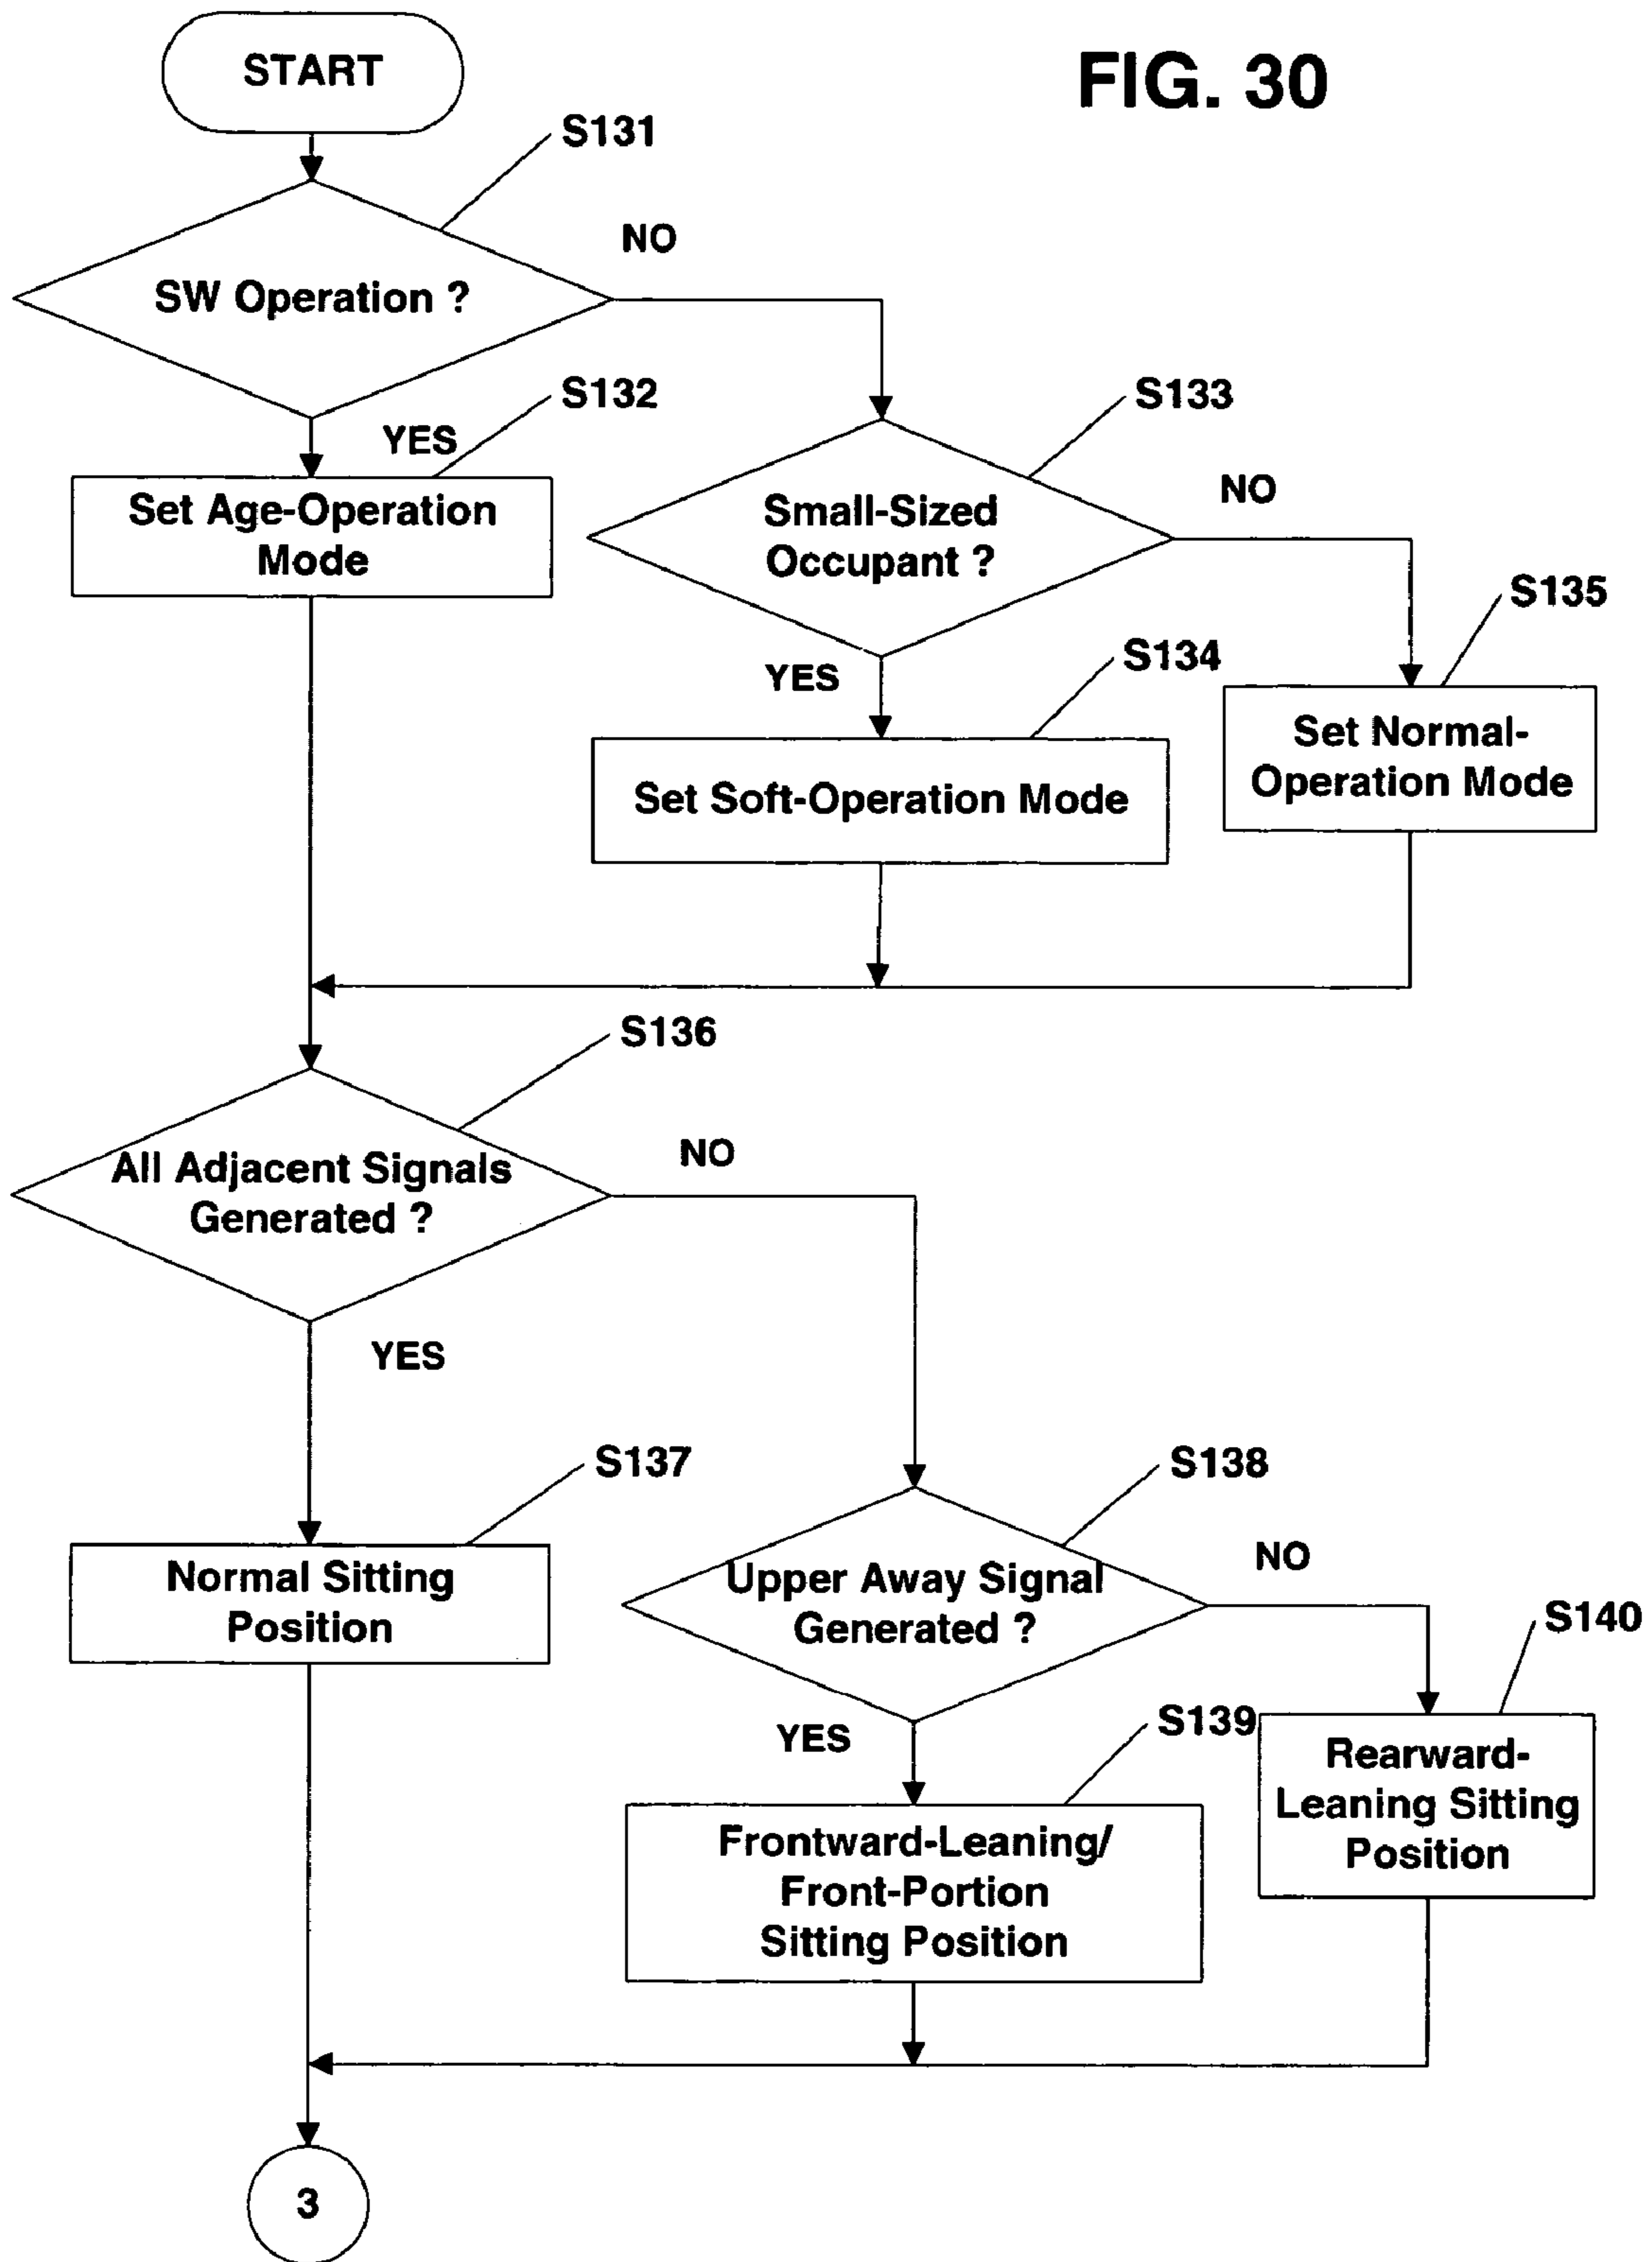 START
FIG. 30
S131
NO
SW Operation ?
S132
YES
S133
Set Age-Operation
Mode
NO
Small-Sized
Occupant ?
S135
S134
YES
Set Normal-
Operation Mode
Set Soft-Operation Mode
S136
NO
All Adjacent Signals
Generated ?
YES
S137
S138
NO
Normal Sitting
Position
Upper Away Signal
Generated ?
S140
S139
YES
Rearward-
Leaning Sitting
Position
Frontward-Leaning/
Front-Portion
Sitting Position
3